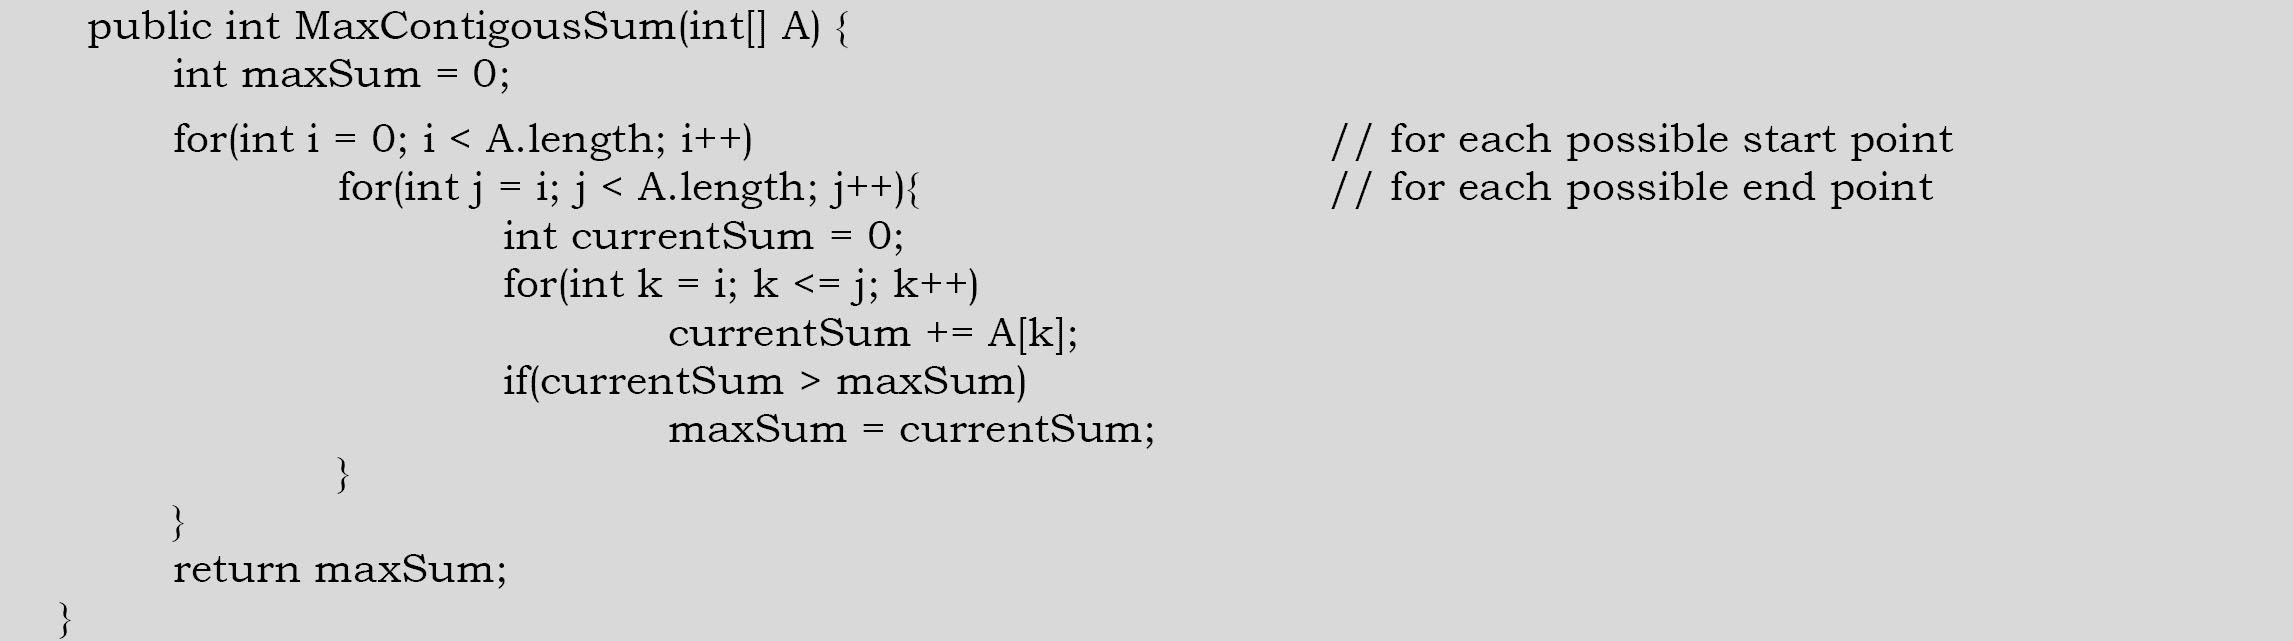 public int MaxContigousSum(int[] A) {
int maxSum = 0;
for(int i = 0; i < A.length; i++) // for each possible start point
for(int j = i; j < A.length; j++){ // for each possible end point
int currentSum = 0;
for(int k = i; k <= j; k++)
currentSum += A[k];
if(currentSum > maxSum)
maxSum = currentSum;
}
}
return maxSum;
}